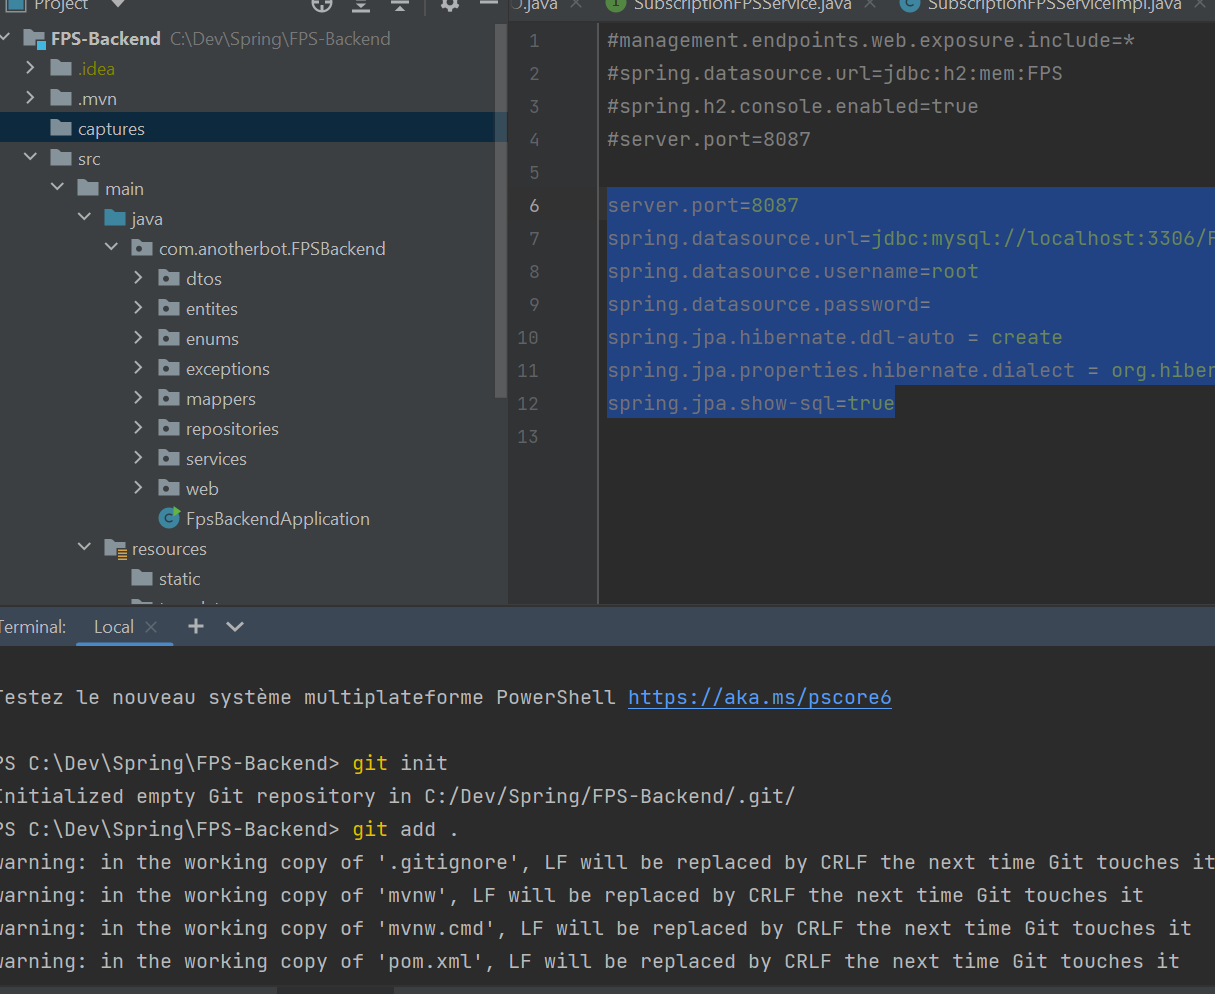 Project
FPS-Backend C:\Dev\Spring\FPS-Backend
.idea
.mvn
captures
src
main
java
com.anotherbot.FPSBackend
dtos
entites
enums
exceptions
mappers
repositories
services
web
FpsBackendApplication
resources
static
.java SubscriptionFPSService.java SubscriptionFPSServiceImpl.java
1 #management.endpoints.web.exposure.include=*
2 #spring.datasource.url=jdbc:h2:mem:FPS
3 #spring.h2.console.enabled=true
4 #server.port=8087
5
6 server.port=8087
7 spring.datasource.url=jdbc:mysql://localhost:3306/
8 spring.datasource.username=root
9 spring.datasource.password=
10 spring.jpa.hibernate.ddl-auto = create
11 spring.jpa.properties.hibernate.dialect = org.hiber
12 spring.jpa.show-sql=true
13
Terminal: Local
Testez le nouveau système multiplateforme PowerShell https://aka.ms/pscore6
PS C:\Dev\Spring\FPS-Backend> git init
Initialized empty Git repository in C:/Dev/Spring/FPS-Backend/.git/
PS C:\Dev\Spring\FPS-Backend> git add .
warning: in the working copy of '.gitignore', LF will be replaced by CRLF the next time Git touches it
warning: in the working copy of 'mvnw', LF will be replaced by CRLF the next time Git touches it
warning: in the working copy of 'mvnw.cmd', LF will be replaced by CRLF the next time Git touches it
warning: in the working copy of 'pom.xml', LF will be replaced by CRLF the next time Git touches it